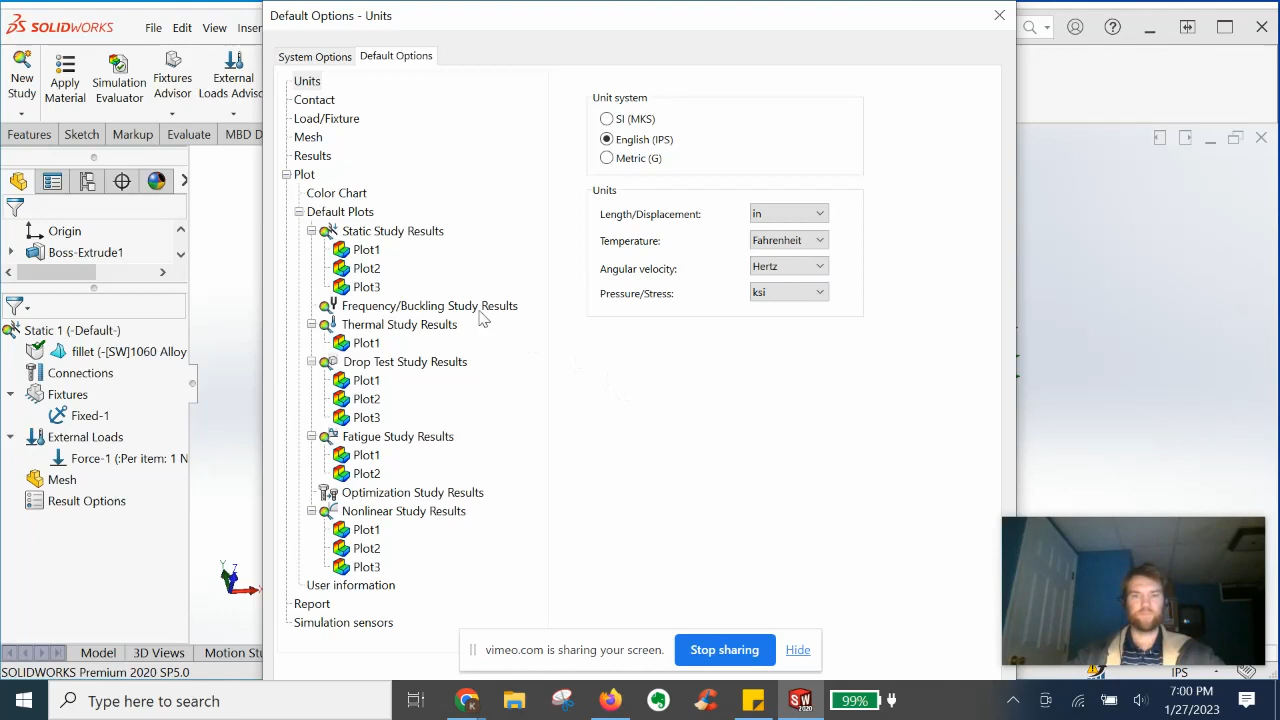 Default Options - Units
SOLIDWORKS
File
Edit
View
Inser
New Study
Apply Material
Simulation Evaluator
Fixtures Advisor
External Loads Adviso
Features
Sketch
Markup
Evaluate
MBD D
Origin
Boss-Extrude1
Static 1 (-Default-)
fillet (-[SW]1060 Alloy
Connections
Fixtures
Fixed-1
External Loads
Force-1 (:Per item: 1 N
Mesh
Result Options
System Options
Default Options
Units
Contact
Load/Fixture
Mesh
Results
Plot
Color Chart
Default Plots
Static Study Results
Plot1
Plot2
Plot3
Frequency/Buckling Study Results
Thermal Study Results
Plot1
Drop Test Study Results
Plot1
Plot2
Plot3
Fatigue Study Results
Plot1
Plot2
Optimization Study Results
Nonlinear Study Results
Plot1
Plot2
Plot3
User information
Report
Simulation sensors
Unit system
SI (MKS)
English (IPS)
Metric (G)
Units
Length/Displacement: in
Temperature: Fahrenheit
Angular velocity: Hertz
Pressure/Stress: ksi
Z
Model
3D Views
Motion Stu
SOLIDWORKS Premium 2020 SP5.0
vimeo.com is sharing your screen.
Stop sharing
Hide
IPS
Type here to search
SW
2020
99%
7:00 PM
1/27/2023